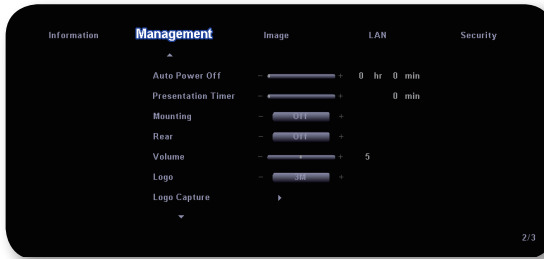 Information Management Image LAN Security
Auto Power Off - + 0 hr 0 min
Presentation Timer - + 0 min
Mounting - Off +
Rear - Off +
Volume - + 5
Logo - 3M +
Logo Capture
2/3